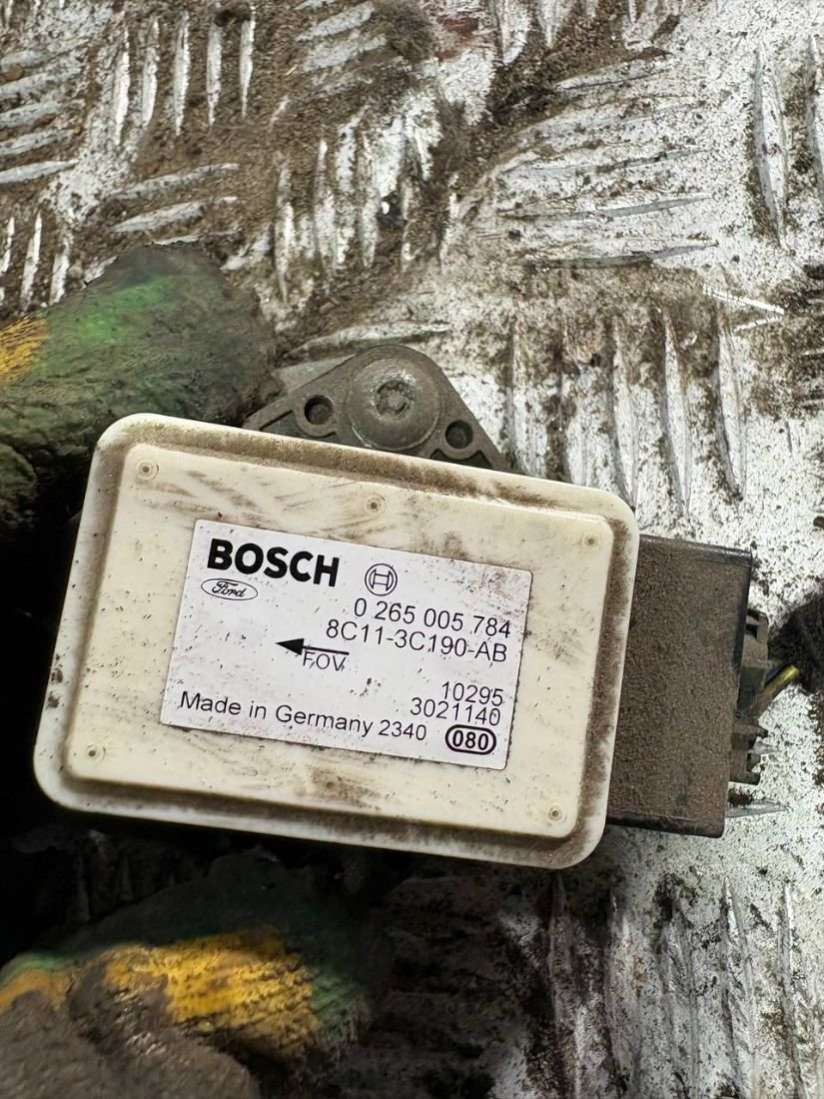 BOSCH
Ford
0 265 005 784
8C11-3C190-AB
FOV
10295
3021140
Made in Germany 2340 080